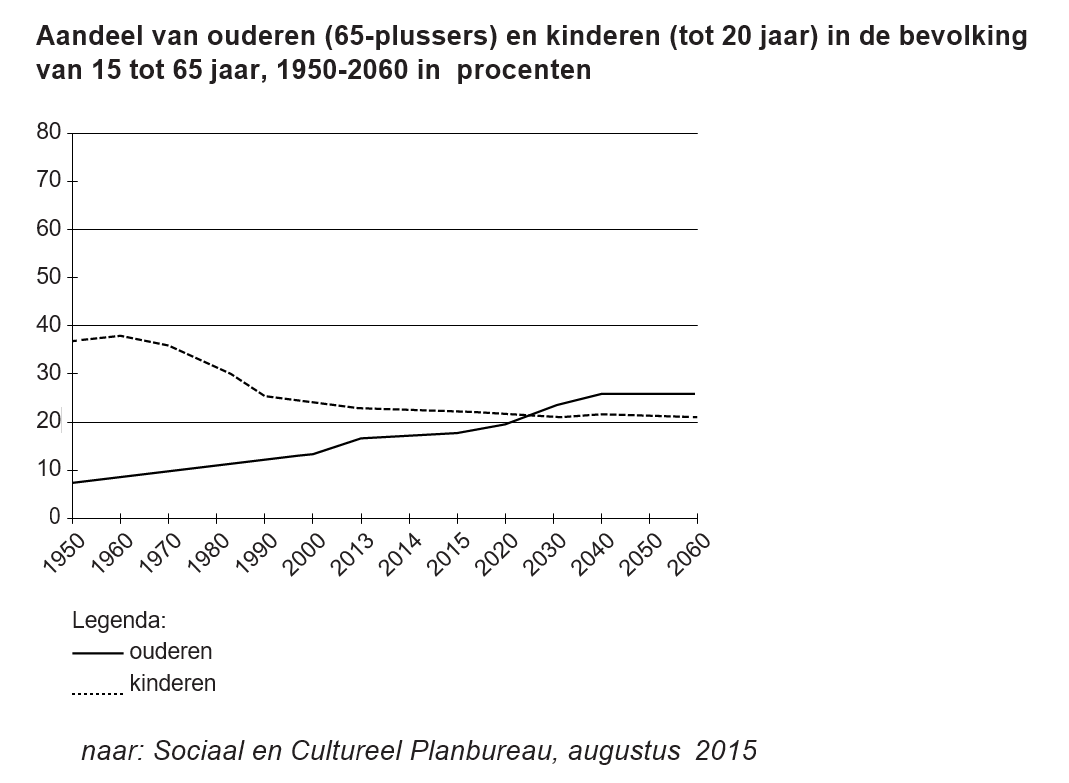 Aandeel van ouderen (65-plussers) en kinderen (tot 20 jaar) in de bevolking
van 15 tot 65 jaar, 1950-2060 in procenten
80
70
60
50
40
30
20
10
0
1950 1960 1970 1980 1990 2000 2013 2014 2015 2020 2030 2040 2050 2060
Legenda:
ouderen
kinderen
naar: Sociaal en Cultureel Planbureau, augustus 2015